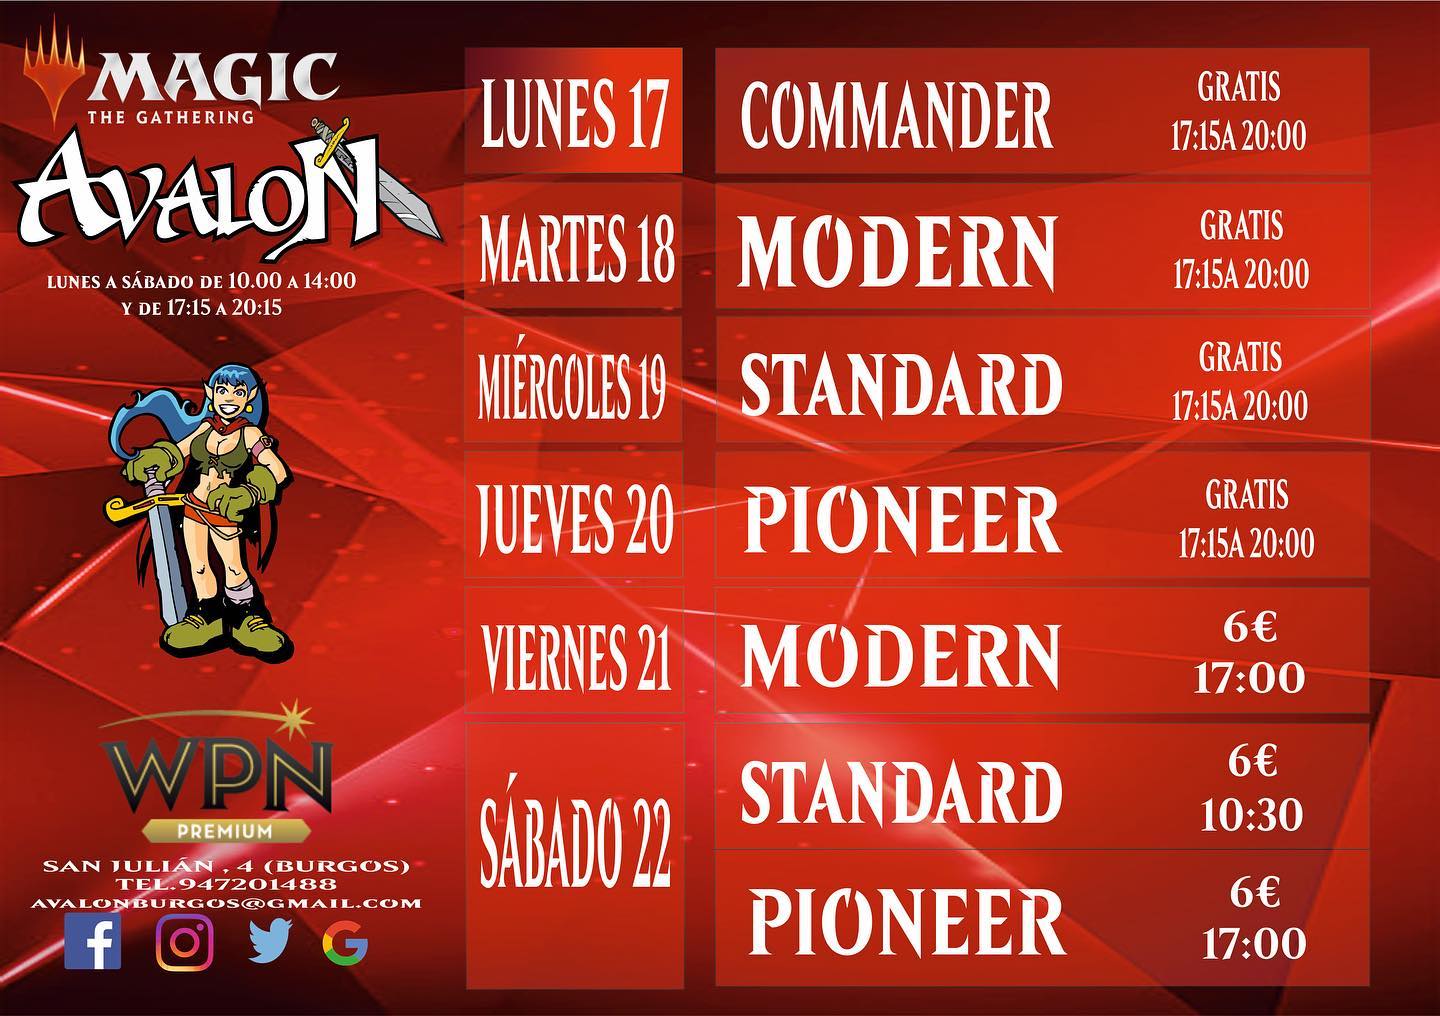 MAGIC
THE GATHERING
AVALON
LUNES A SÁBADO DE 10.00 A 14:00
Y DE 17:15 A 20:15
WPN
PREMIUM
SAN JULIÁN , 4 (BURGOS)
TEL.947201488
AVALONBURGOS@GMAIL.COM
LUNES 17
COMMANDER
GRATIS
17:15A 20:00
MARTES 18
MODERN
GRATIS
17:15A 20:00
MIÉRCOLES 19
STANDARD
GRATIS
17:15A 20:00
JUEVES 20
PIONEER
GRATIS
17:15A 20:00
VIERNES 21
MODERN
6€
17:00
SÁBADO 22
STANDARD
6€
10:30
PIONEER
6€
17:00